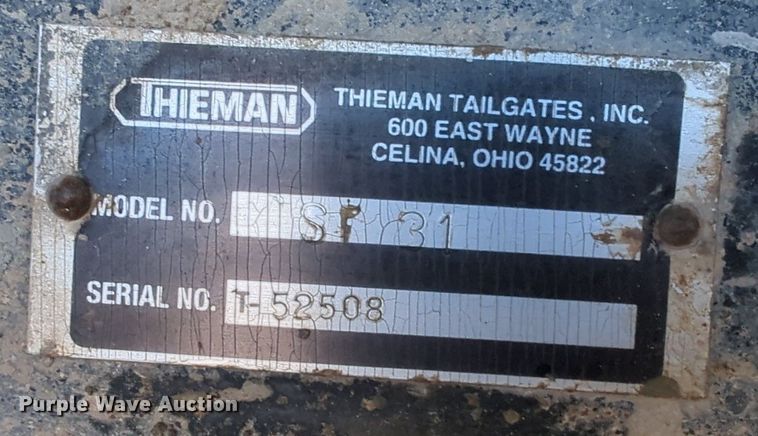 THIEMAN
THIEMAN TAILGATES, INC.
600 EAST WAYNE
CELINA, OHIO 45822
MODEL NO. ST 31
SERIAL NO. T-52508
Purple Wave Auction